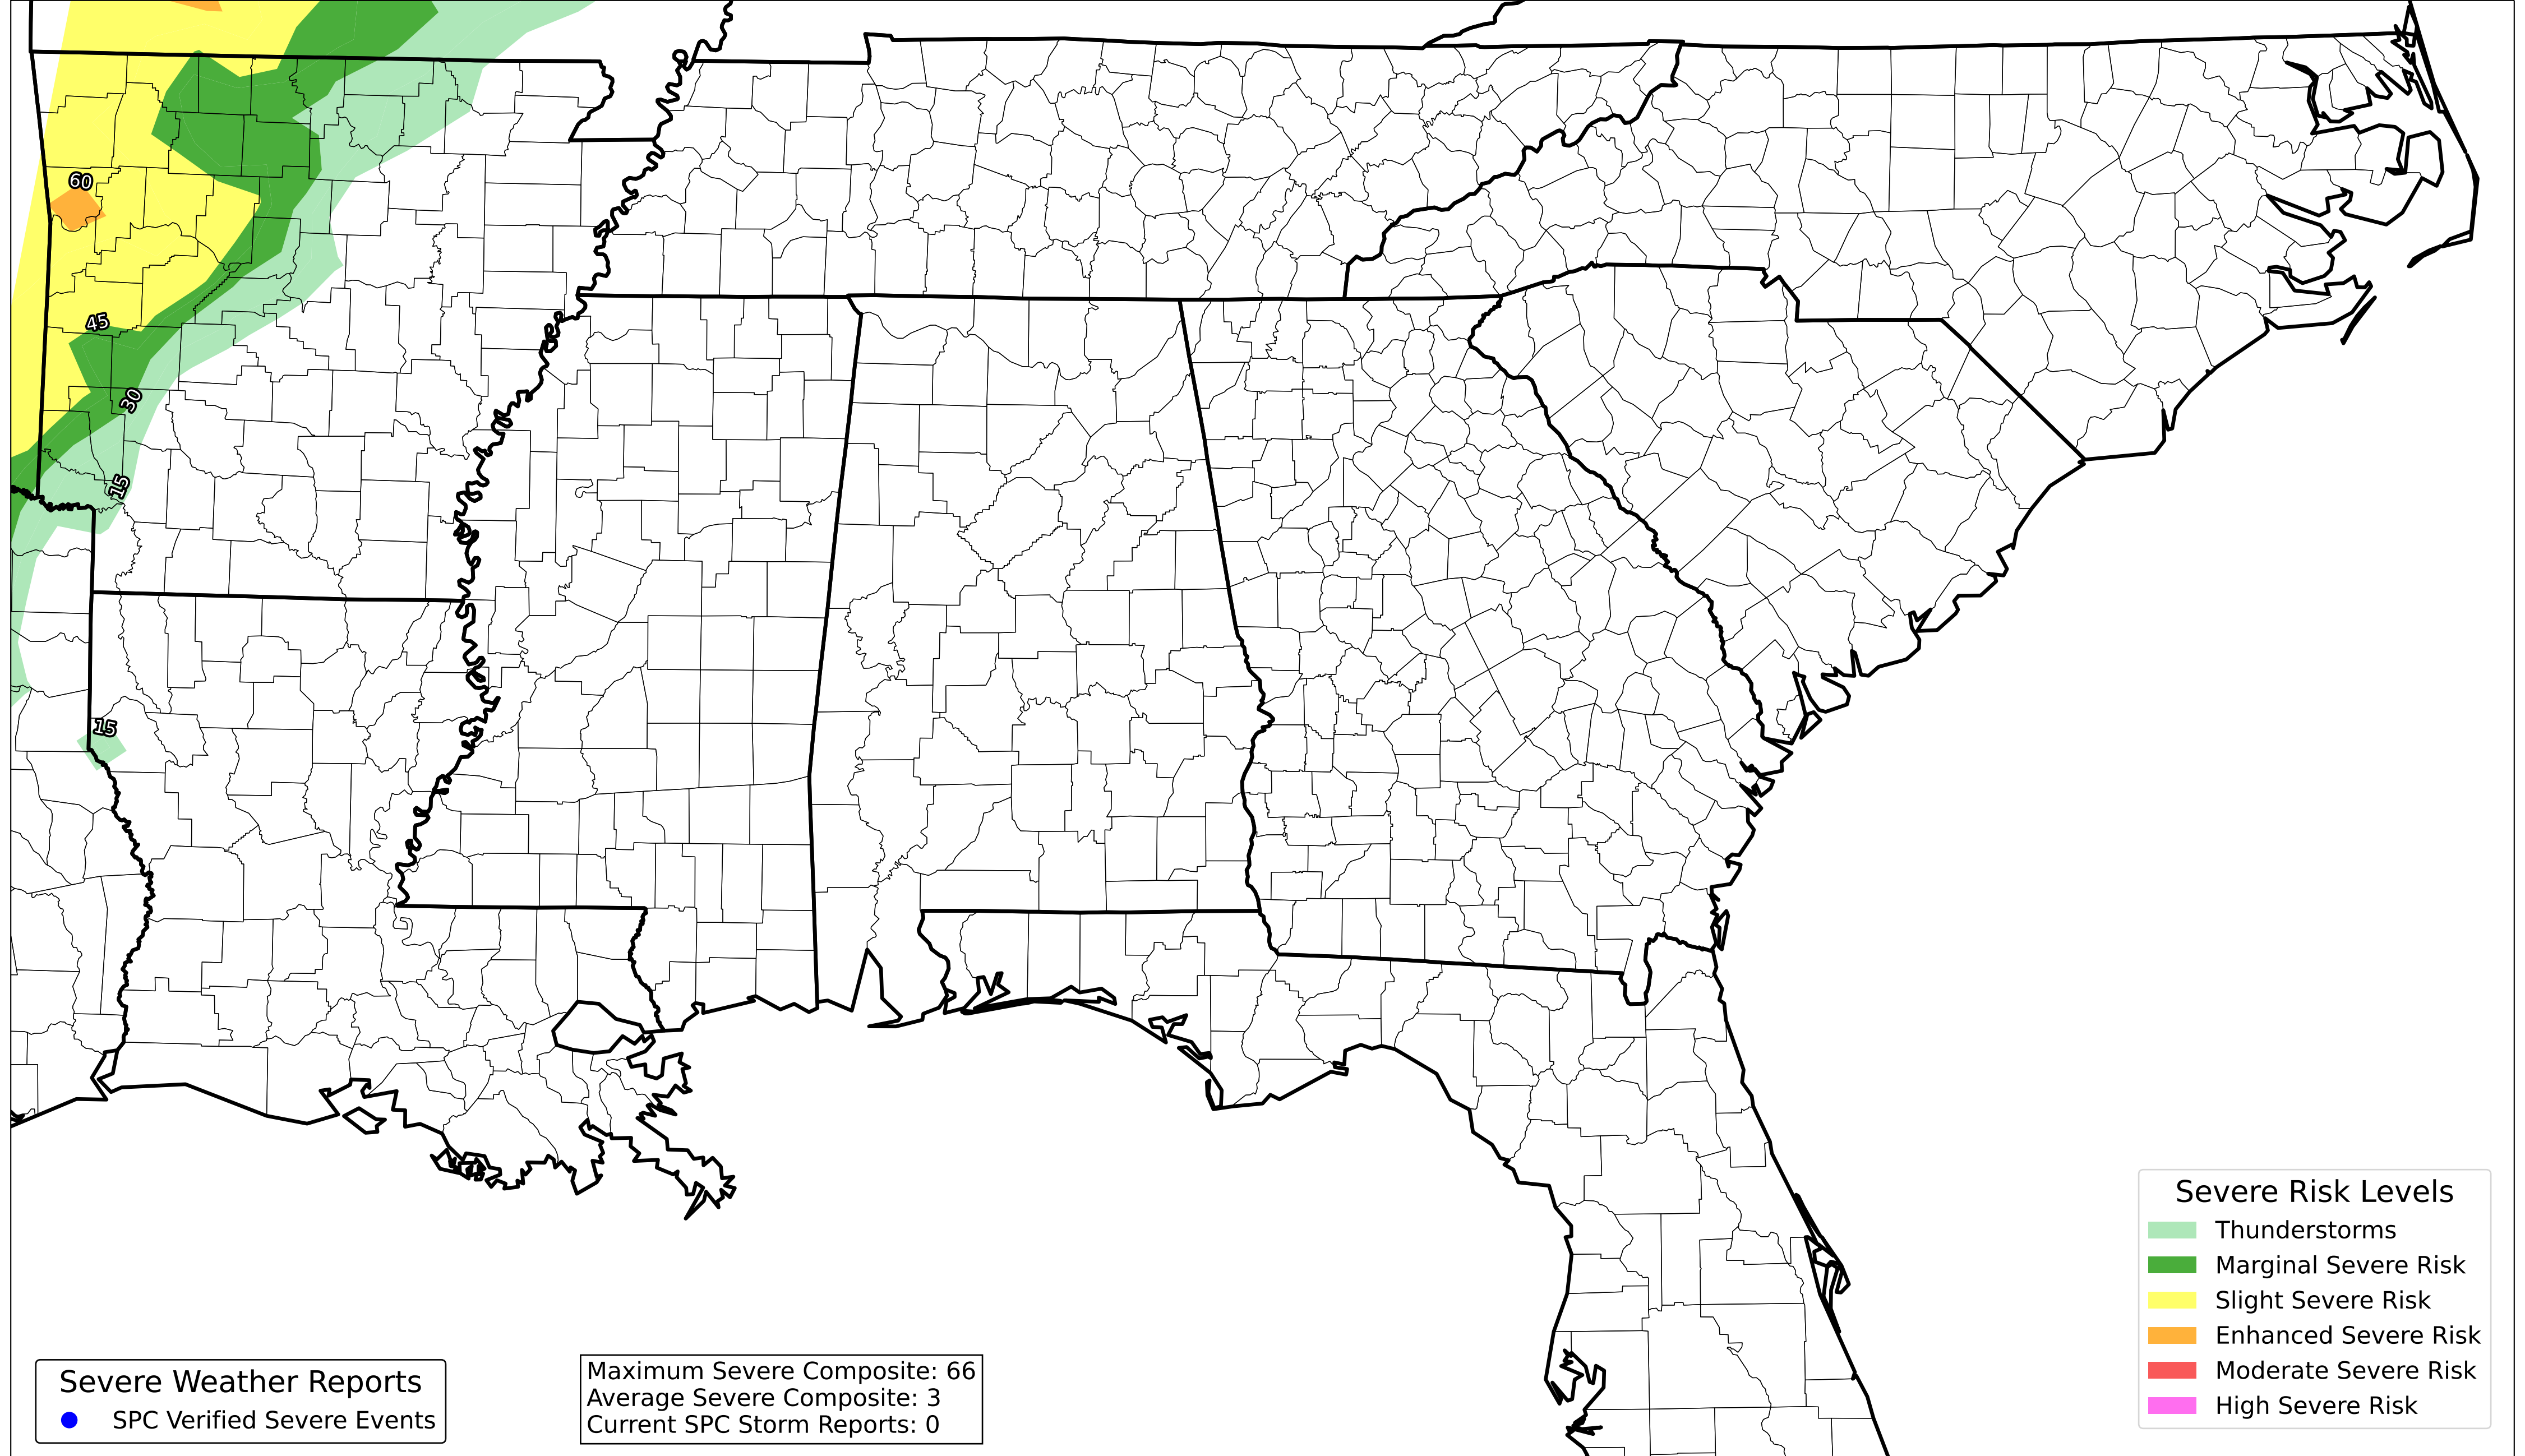 60
45
30
15
15
Severe Risk Levels
Thunderstorms
Marginal Severe Risk
Slight Severe Risk
Enhanced Severe Risk
Moderate Severe Risk
High Severe Risk
Severe Weather Reports
SPC Verified Severe Events
Maximum Severe Composite: 66
Average Severe Composite: 3
Current SPC Storm Reports: 0